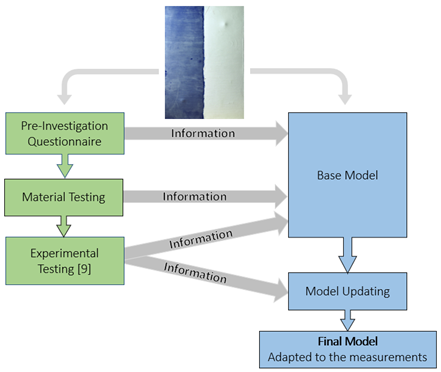 Pre-Investigation
Questionnaire
Information
Base Model
Material Testing
Information
Experimental
Testing [9]
Information
Information
Model Updating
Final Model
Adapted to the measurements